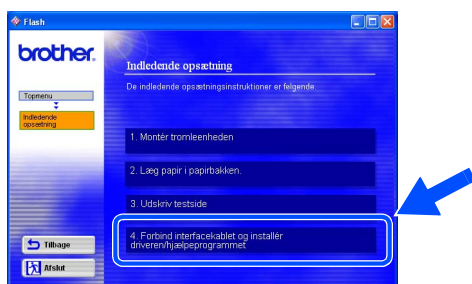 Flash
brother.
Topmenu
Indledende
opsætning
Indledende opsætning
De indledende opsætningsinstruktioner er følgende:
1. Montér tromleenheden
2. Læg papir i papirbakken.
3. Udskriv testside
4. Forbind interfacekablet og installér
driveren/hjælpeprogrammet
Tilbage
Afslut